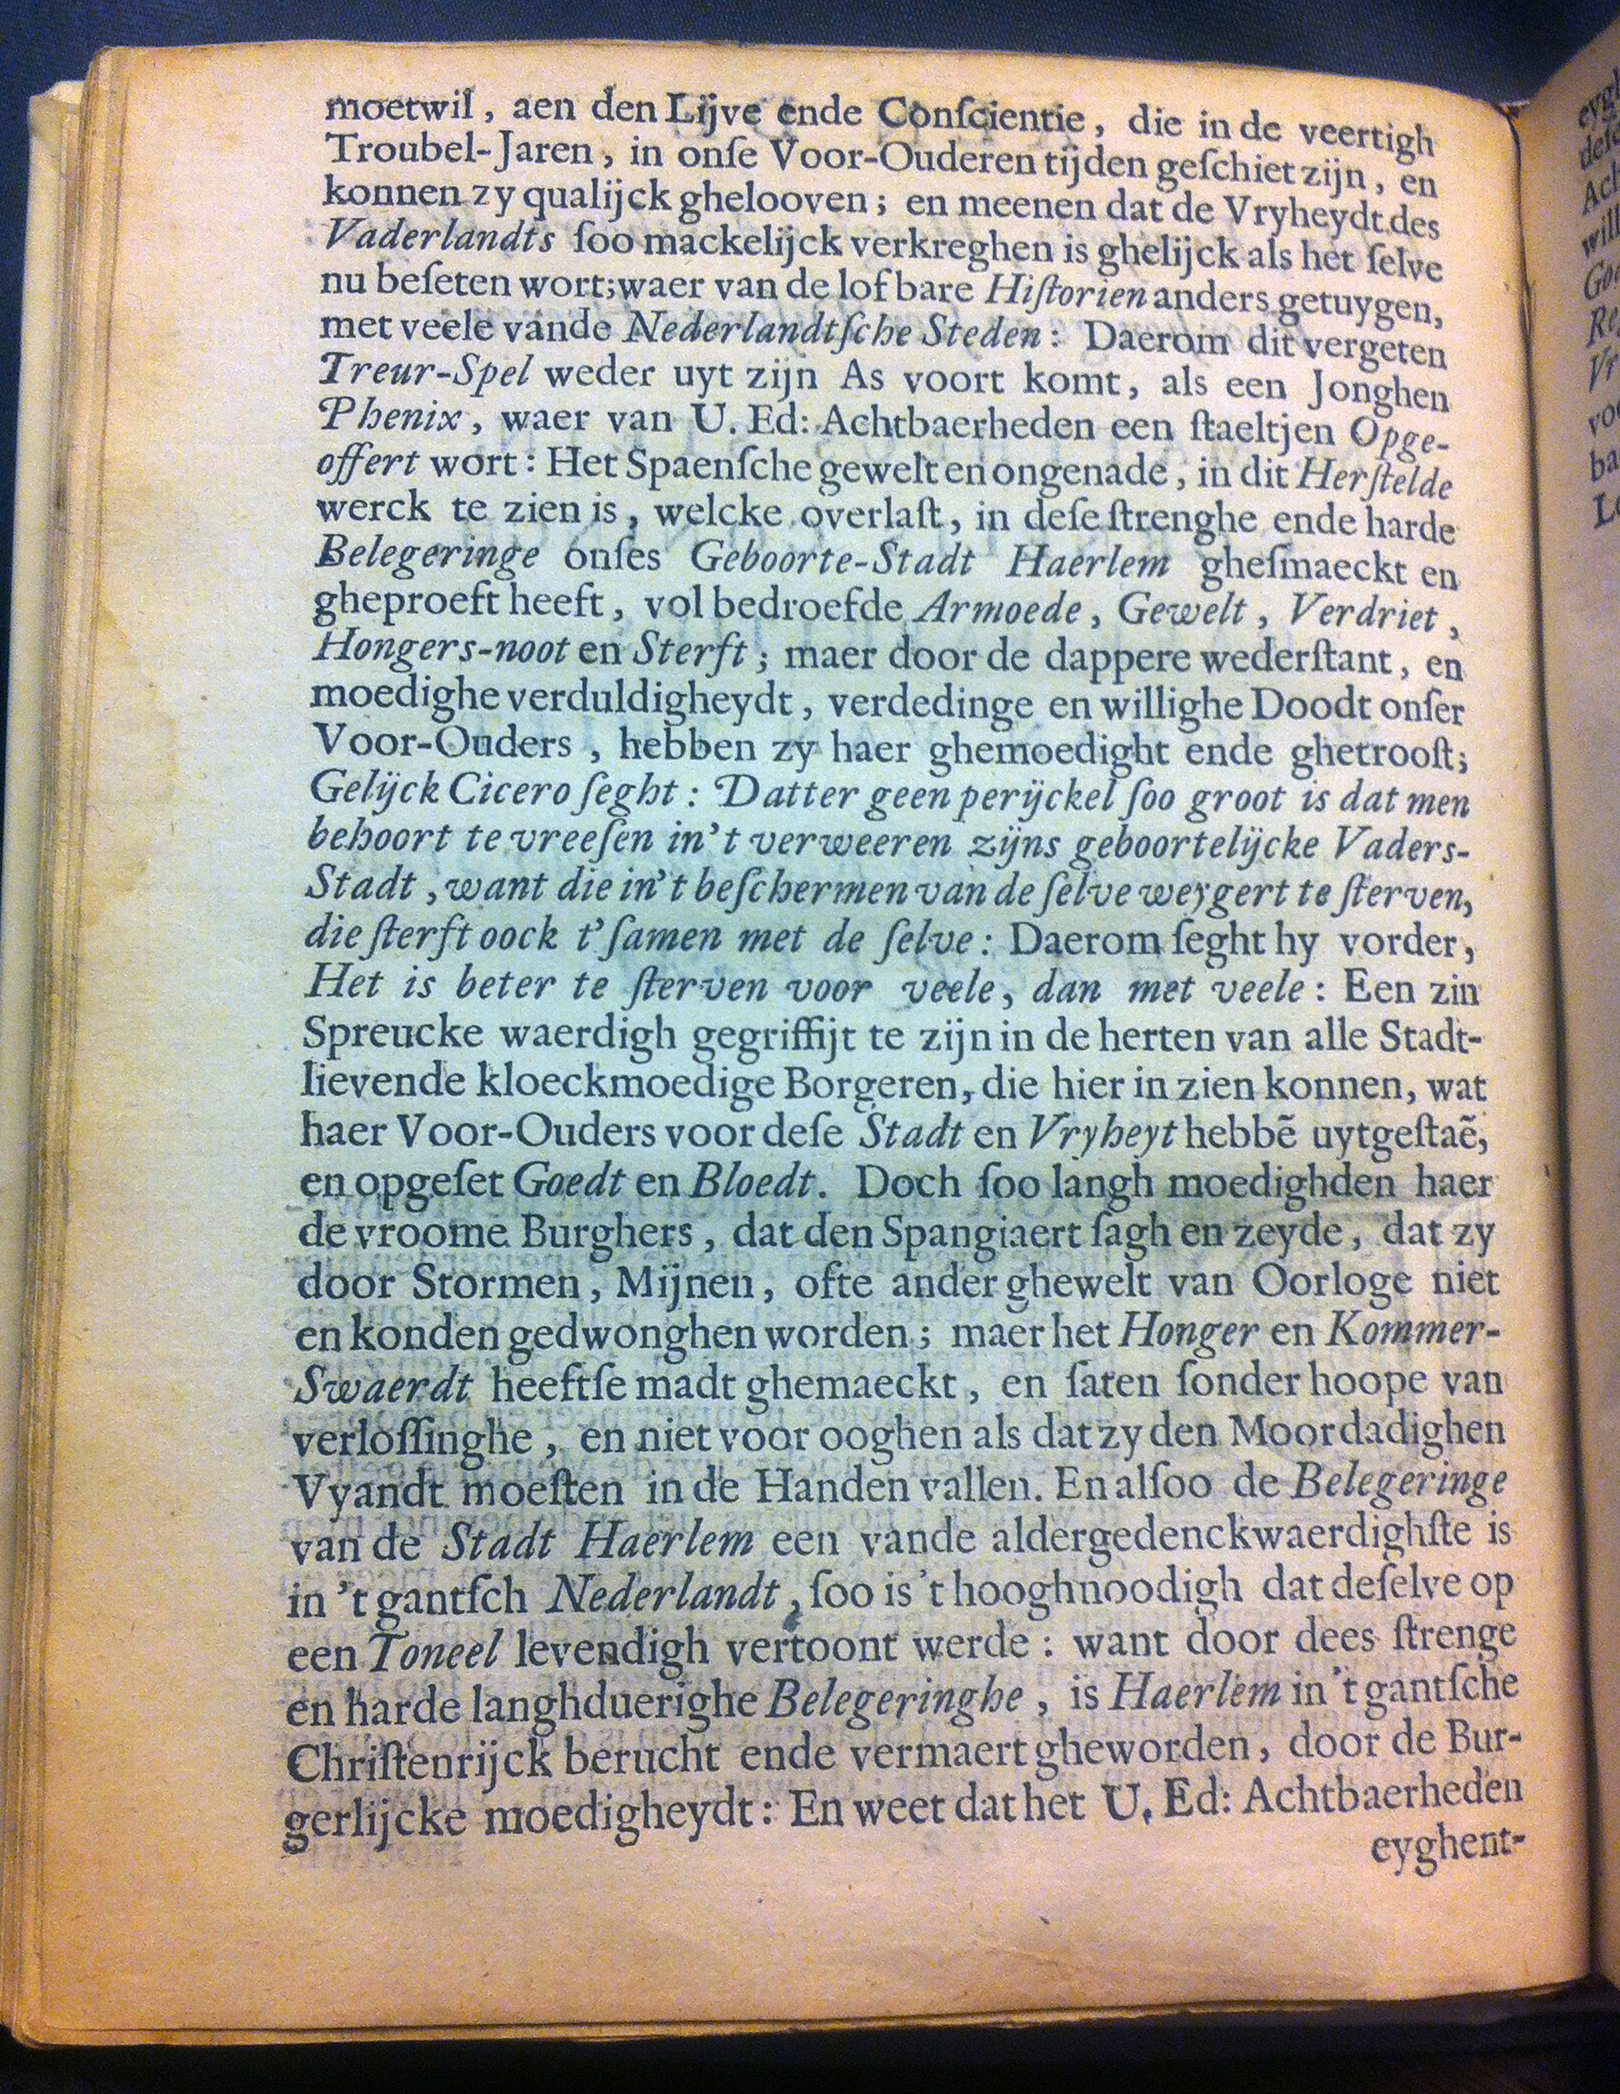 moetwil, aen den Lijve ende Conſcientie, die in de veertigh
Troubel-Jaren, in onſe Voor-Ouderen tijden geſchiet zijn, en
konnen zy qualijck ghelooven; en meenen dat de Vryheydt des
Vaderlandts ſoo mackelijck verkreghen is ghelijck als het ſelve
nu beſeten wort; waer van de lof bare Hiſtorien anders getuygen,
met veele vande Nederlandtſche Steden: Daerom dit vergeten
Treur-Spel weder uyt zijn As voort komt, als een Jonghen
Phenix, waer van U. Ed: Achtbaerheden een ſtaeltjen Opge-
offert wort: Het Spaenſche gewelt en ongenade, in dit Herſtelde
werck te zien is, welcke overlaſt, in deſe ſtrenghe ende harde
Belegeringe onſes Geboorte-Stadt Haerlem gheſmaeckt en
gheproeft heeft, vol bedroefde Armoede, Gewelt, Verdriet,
Hongers-noot en Sterft; maer door de dappere wederſtant, en
moedighe verduldigheydt, verdedinge en willighe Doodt onſer
Voor-Ouders, hebben zy haer ghemoedight ende ghetrooſt;
Gelijck Cicero ſeght: Datter geen perijckel ſoo groot is dat men
behoort te vreeſen in't verweeren zijns geboortelijcke Vaders-
Stadt, want die in't beſchermen van de ſelve weygert te ſterven,
die ſterft oock t'ſamen met de ſelve: Daerom ſeght hy vorder,
Het is beter te ſterven voor veele, dan met veele: Een zin
Spreucke waerdigh gegriffijt te zijn in de herten van alle Stadt-
lievende kloeckmoedige Borgeren, die hier in zien konnen, wat
haer Voor-Ouders voor deſe Stadt en Vryheyt hebbẽ uytgeſtaẽ,
en opgeſet Goedt en Bloedt. Doch ſoo langh moedighden haer
de vroome Burghers, dat den Spangiaert ſagh en zeyde, dat zy
door Stormen, Mijnen, ofte ander ghewelt van Oorloge niet
en konden gedwonghen worden; maer het Honger en Kommer-
Swaerdt heeftſe madt ghemaeckt, en ſaten ſonder hoope van
verloſſinghe, en niet voor ooghen als dat zy den Moordadighen
Vyandt moeſten in de Handen vallen. En alſoo de Belegeringe
van de Stadt Haerlem een vande aldergedenckwaerdighſte is
in 't gantſch Nederlandt, ſoo is 't hooghnoodigh dat deſelve op
een Toneel levendigh vertoont werde: want door dees ſtrenge
en harde langhduerighe Belegeringhe, is Haerlem in 't gantſche
Chriſtenrijck berucht ende vermaert gheworden, door de Bur-
gerlijcke moedigheydt: En weet dat het U. Ed: Achtbaerheden
eyghent-